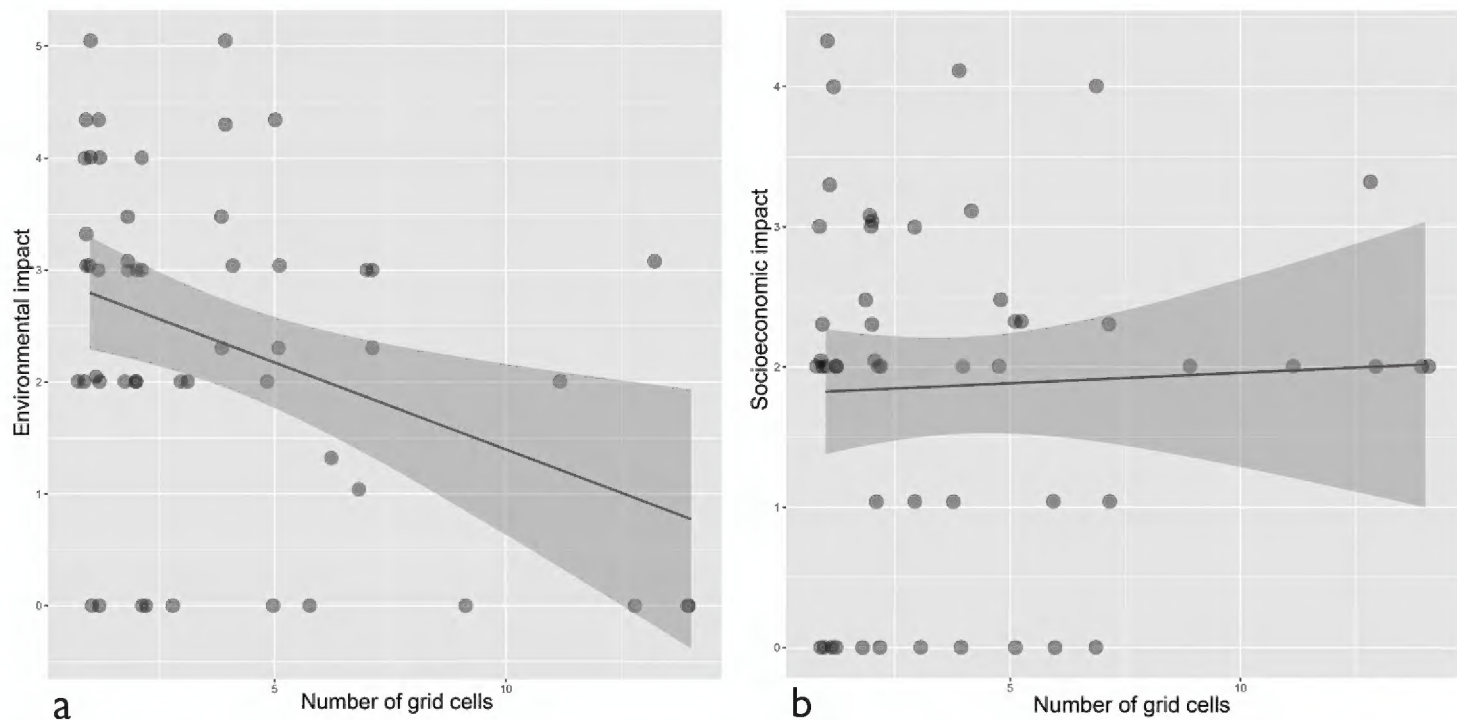 5
4
3
2
1
0
Environmental impact
5
10
Number of grid cells
a
4
3
2
1
0
Socioeconomic impact
5
10
Number of grid cells
b